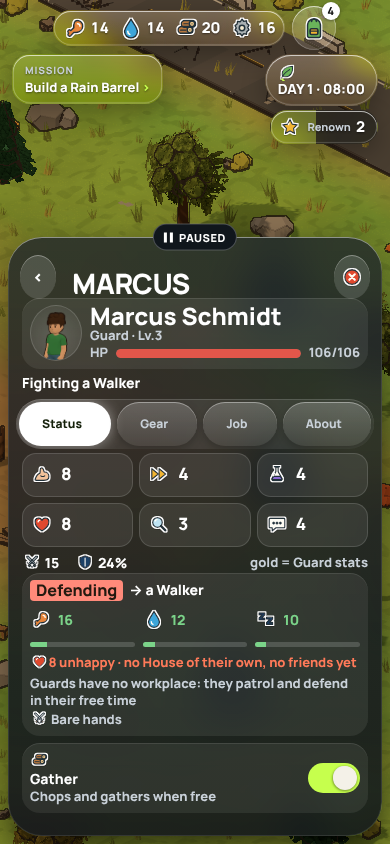 14
14
20
16
4
MISSION
Build a Rain Barrel ›
DAY 1 · 08:00
Renown 2
PAUSED
MARCUS
Marcus Schmidt
Guard · Lv.3
HP 106/106
Fighting a Walker
Status
Gear
Job
About
8
4
4
8
3
4
15
24%
gold = Guard stats
Defending → a Walker
16
12
10
8 unhappy · no House of their own, no friends yet
Guards have no workplace: they patrol and defend
in their free time
Bare hands
Gather
Chops and gathers when free